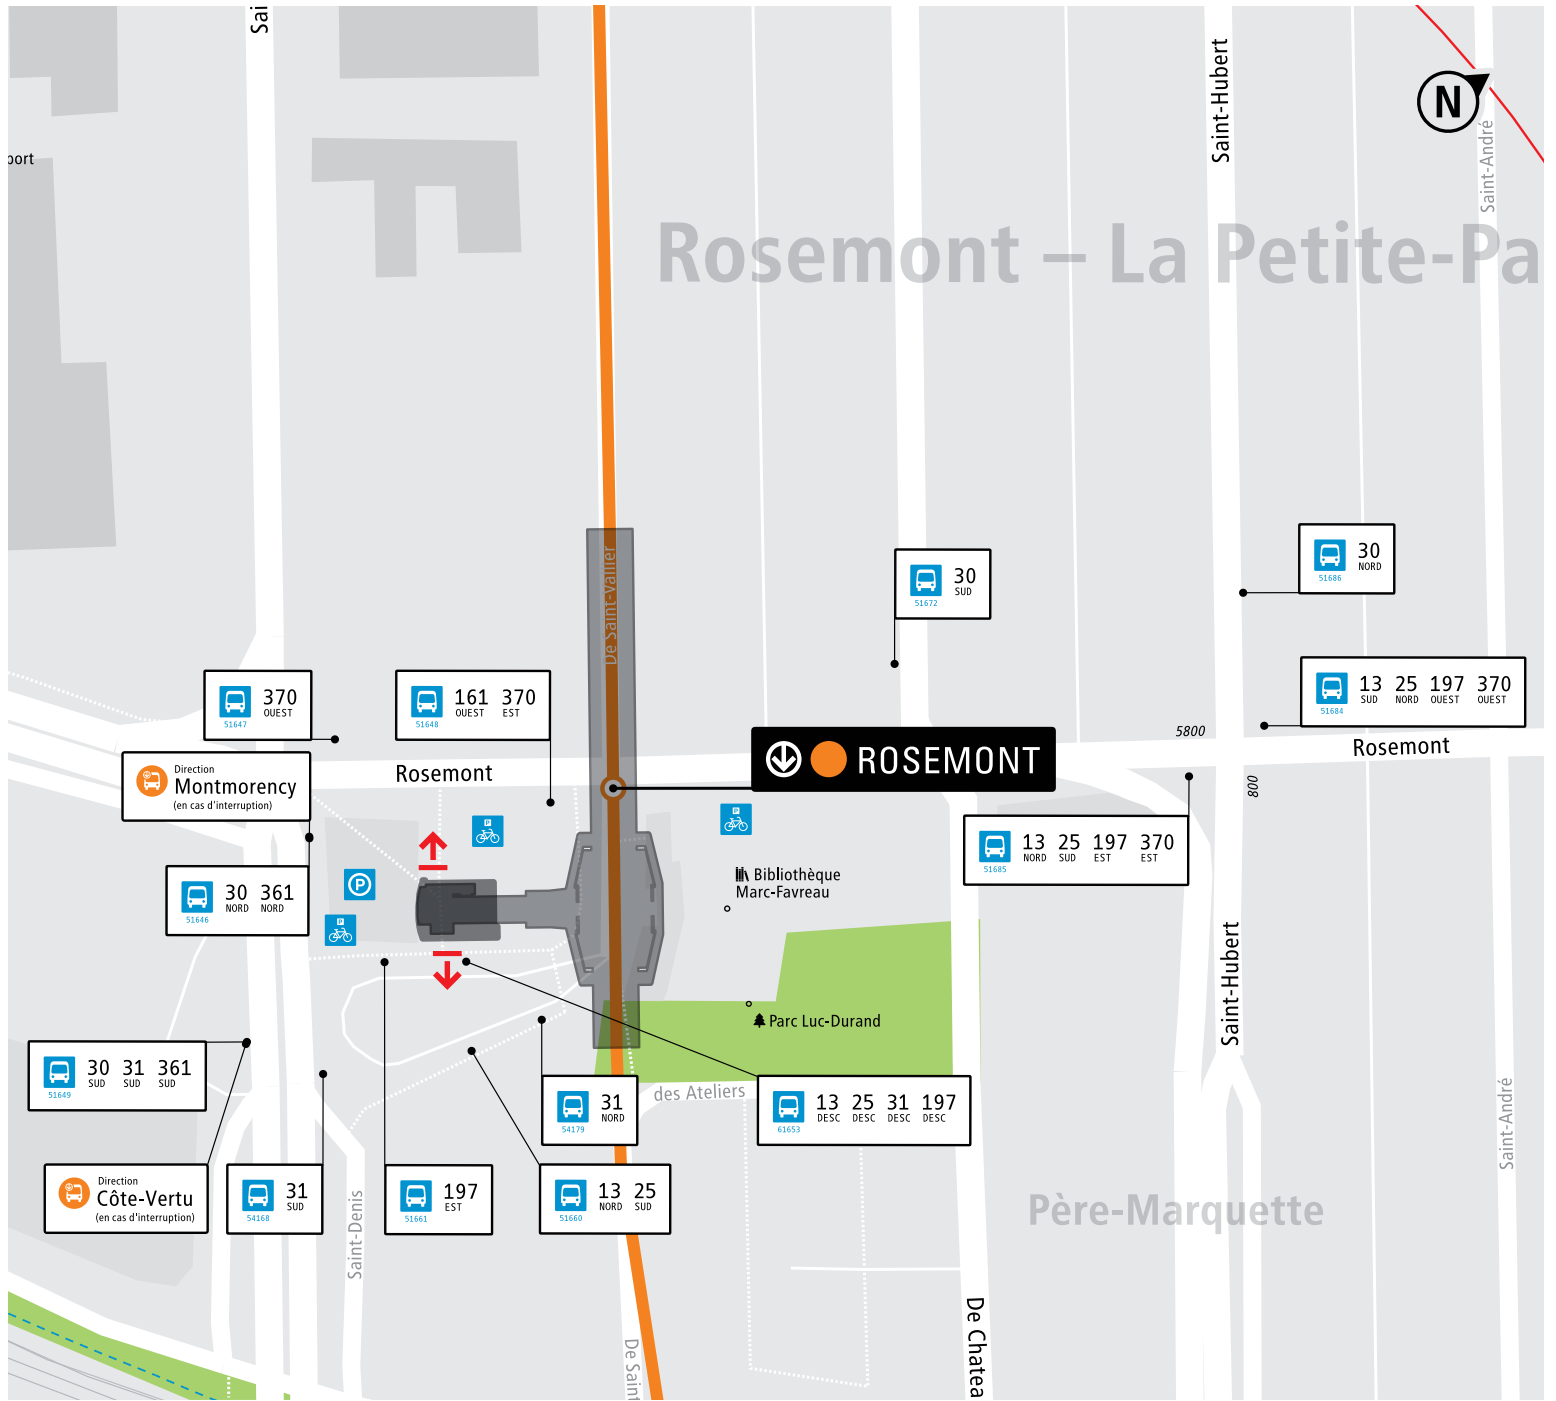 Sai
Saint-Hubert
N
Saint-André
port
Rosemont – La Petite-Pa
De Saint-Vallier
30
SUD
51672
30
NORD
51686
370
OUEST
51647
161 370
OUEST EST
51648
13 25 197 370
SUD NORD OUEST OUEST
51684
5800
Rosemont
ROSEMONT
Rosemont
800
Direction
Montmorency
(en cas d'interruption)
P
P
13 25 197 370
NORD SUD EST EST
51685
Bibliothèque
Marc-Favreau
P
30 361
NORD NORD
51646
P
Saint-Hubert
Parc Luc-Durand
30 31 361
SUD SUD SUD
51649
des Ateliers
31
NORD
54179
13 25 31 197
DESC DESC DESC DESC
61653
Saint-André
Direction
Côte-Vertu
(en cas d'interruption)
31
SUD
54168
Saint-Denis
197
EST
51661
13 25
NORD SUD
51660
Père-Marquette
De Chatea
De Saint